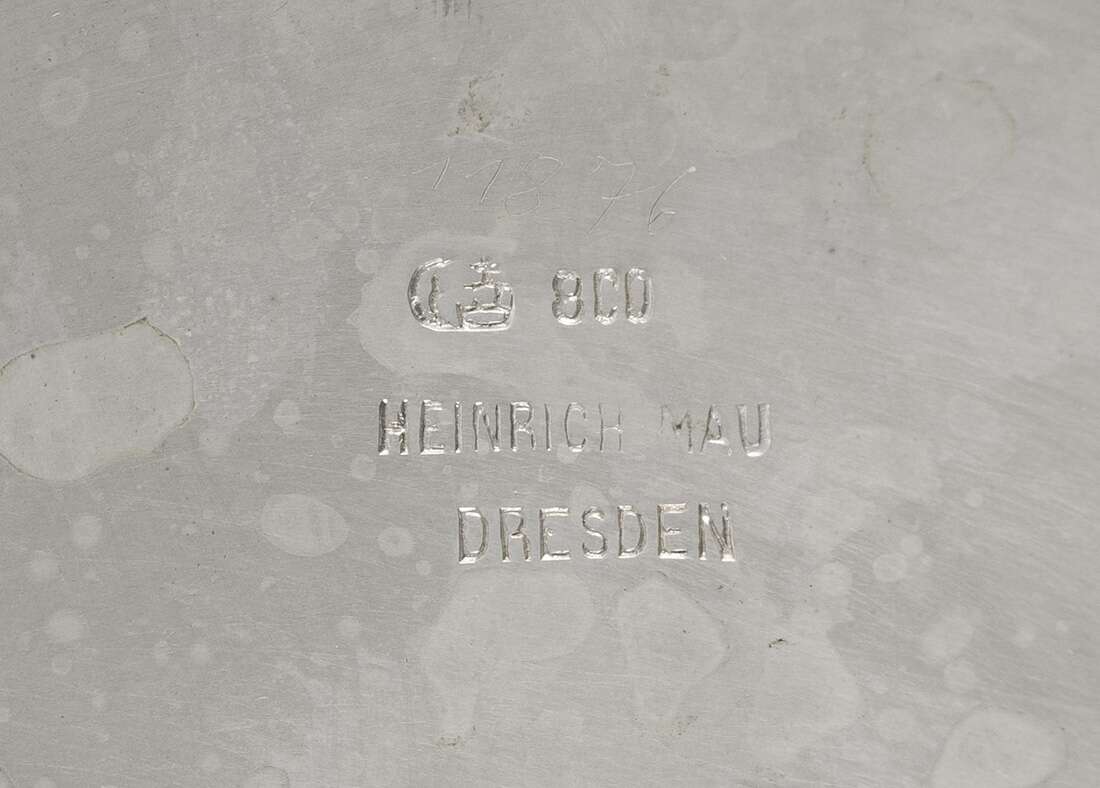 11876
800
HEINRICH MAU
DRESDEN